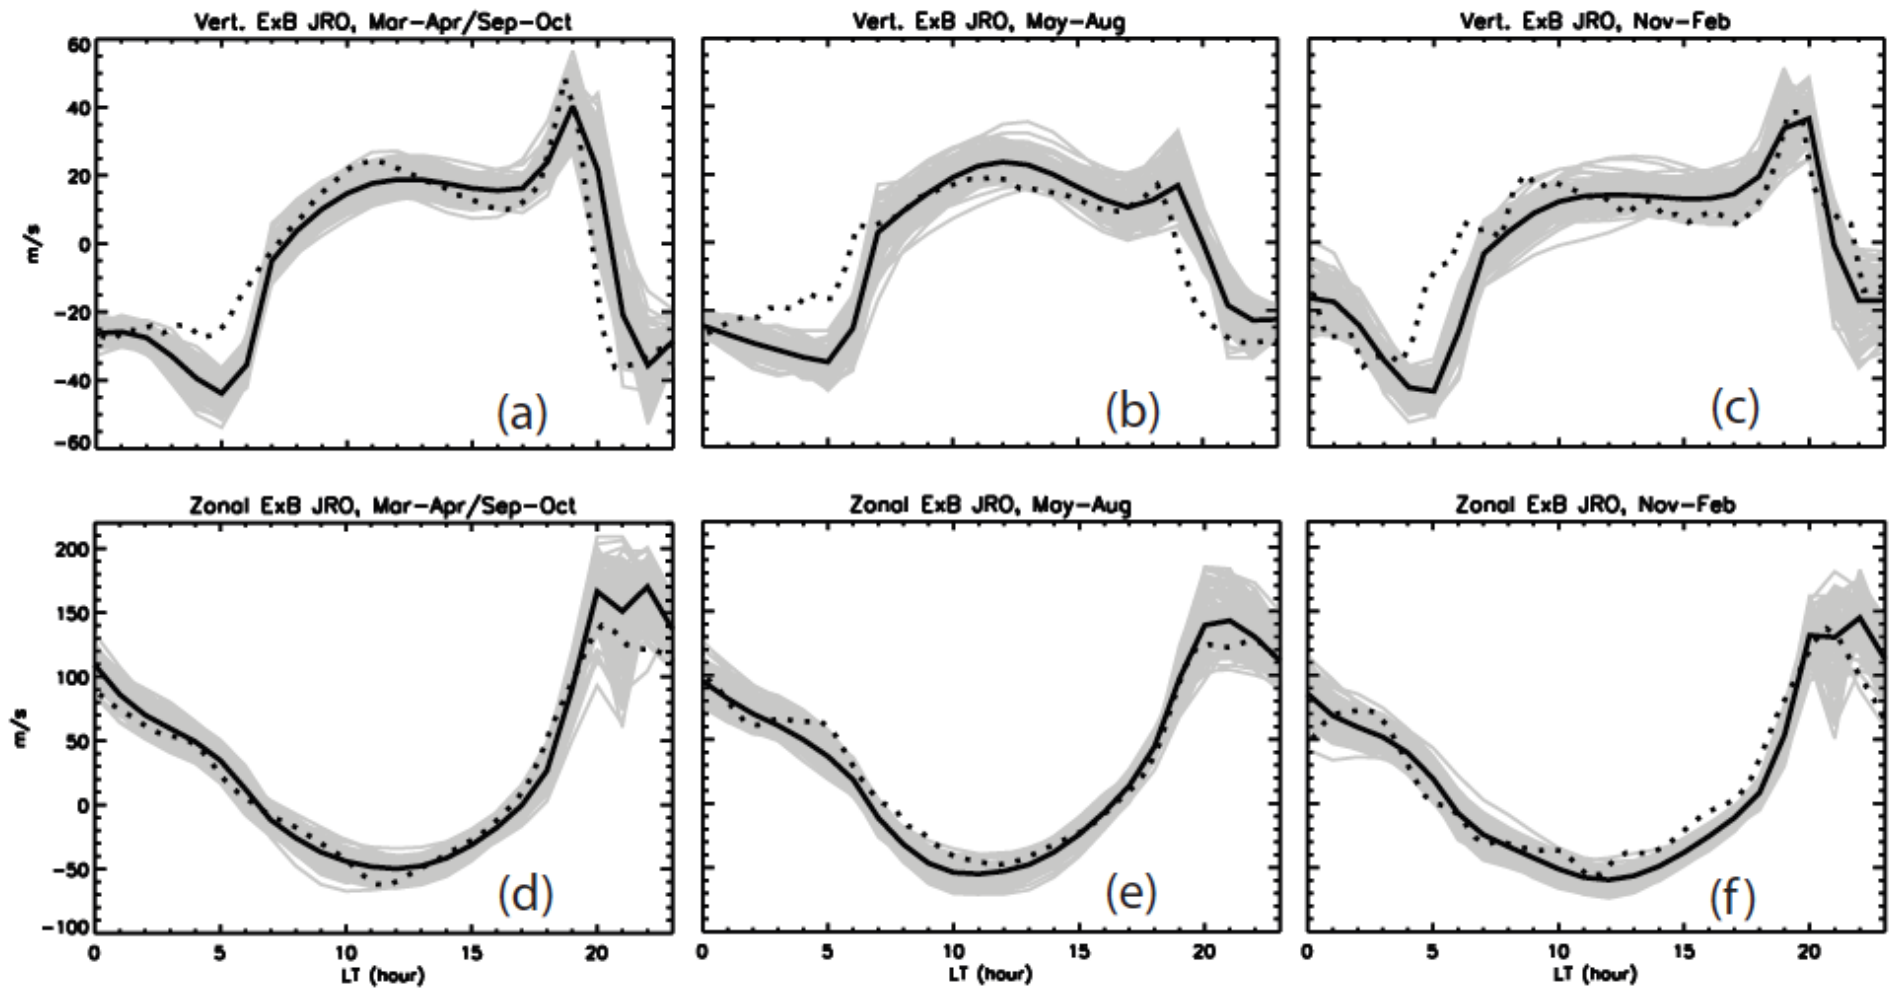 Vert. ExB JRO, Mar-Apr/Sep-Oct
Vert. ExB JRO, May-Aug
Vert. ExB JRO, Nov-Feb
60
40
20
0
-20
-40
-60
m/s
(a)
(b)
(c)
Zonal ExB JRO, Mar-Apr/Sep-Oct
Zonal ExB JRO, May-Aug
Zonal ExB JRO, Nov-Feb
200
150
100
50
0
-50
-100
m/s
(d)
(e)
(f)
0 5 10 15 20
0 5 10 15 20
0 5 10 15 20
LT (hour)
LT (hour)
LT (hour)